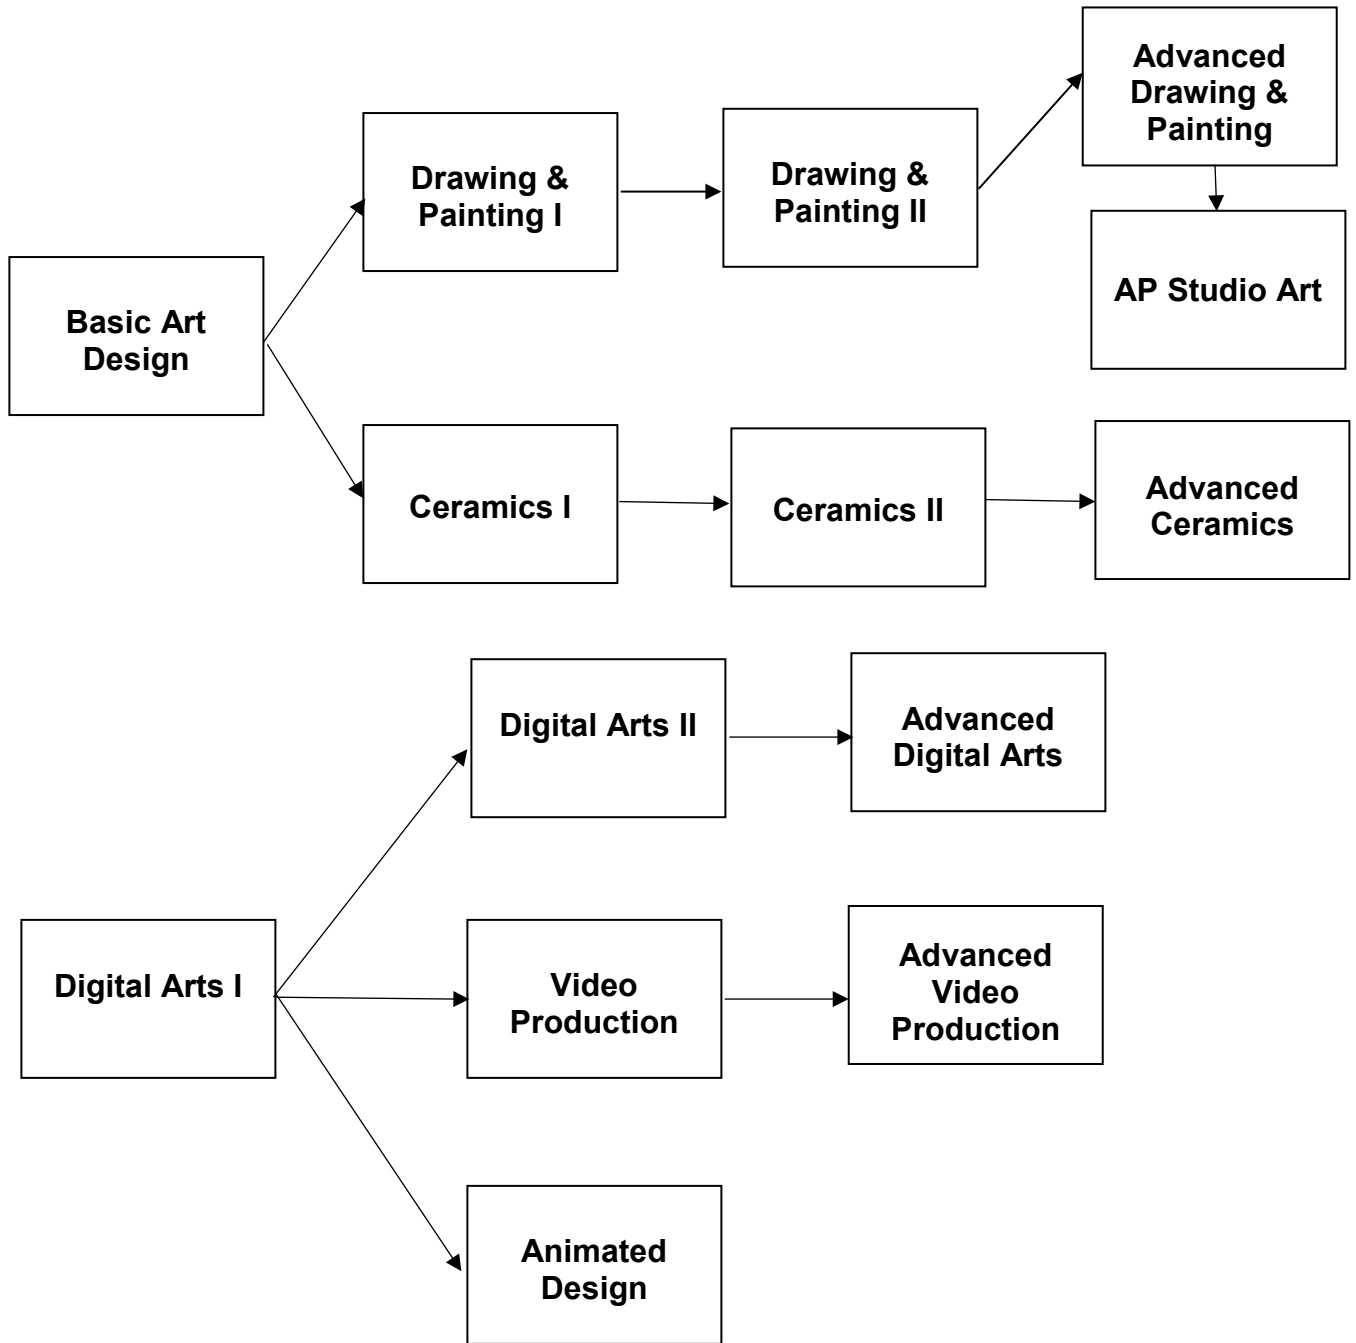 Advanced
Drawing &
Painting
Drawing &
Painting I
Drawing &
Painting II
AP Studio Art
Basic Art
Design
Ceramics I
Ceramics II
Advanced
Ceramics
Digital Arts II
Advanced
Digital Arts
Digital Arts I
Video
Production
Advanced
Video
Production
Animated
Design